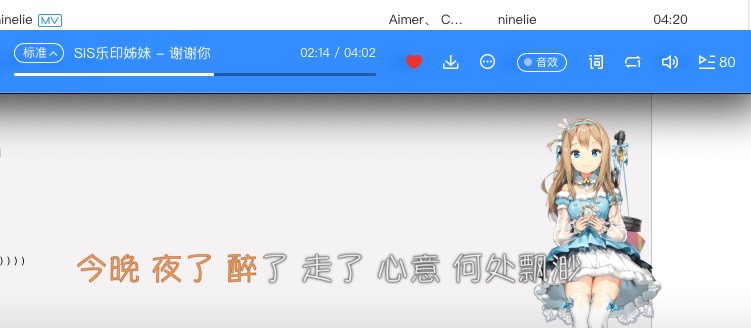 ninelie MV Aimer、 C... ninelie 04:20
标准 SIS乐印姊妹 - 谢谢你 02:14 / 04:02 音效 词 80
))))
今晚 夜了 醉了 走了 心意 何处飘渺